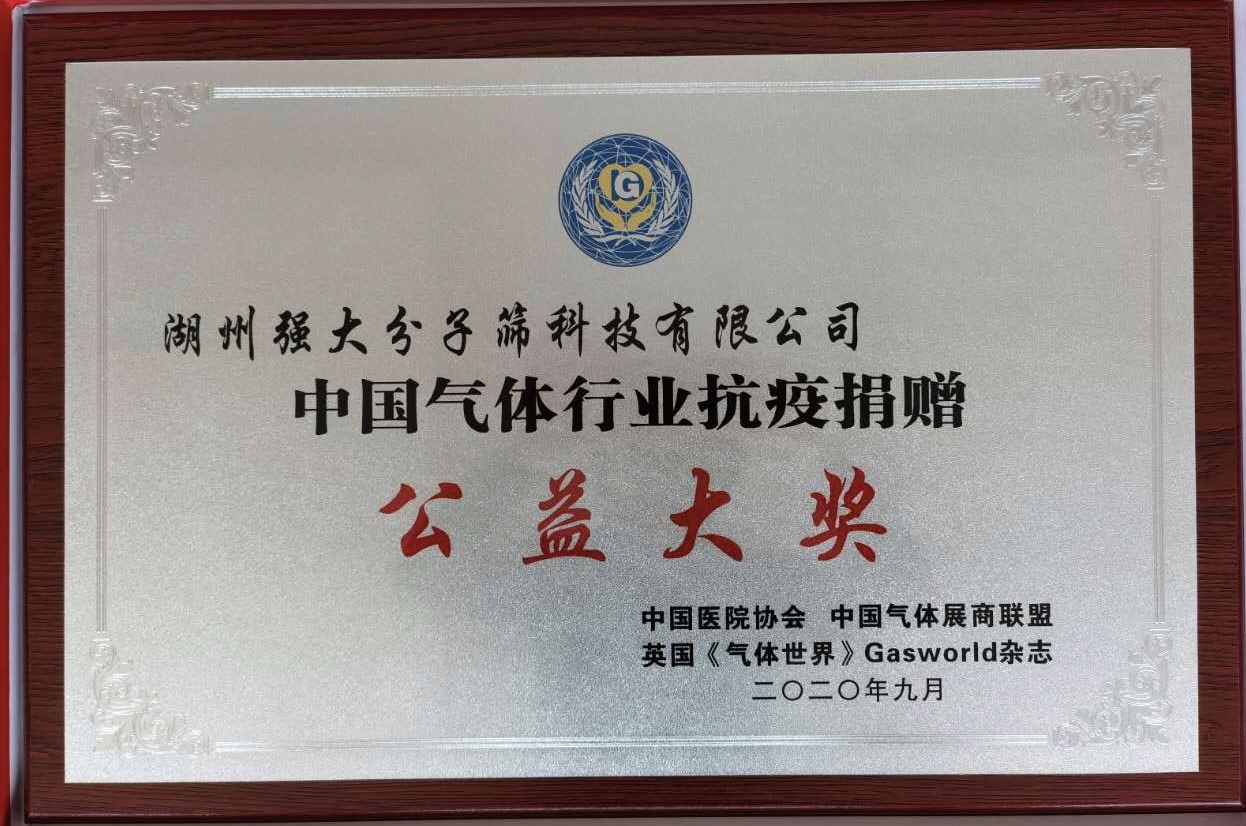 G
湖州强大分子筛科技有限公司
中国气体行业抗疫捐赠
公益大奖
中国医院协会 中国气体展商联盟
英国《气体世界》Gasworld杂志
二〇二〇年九月